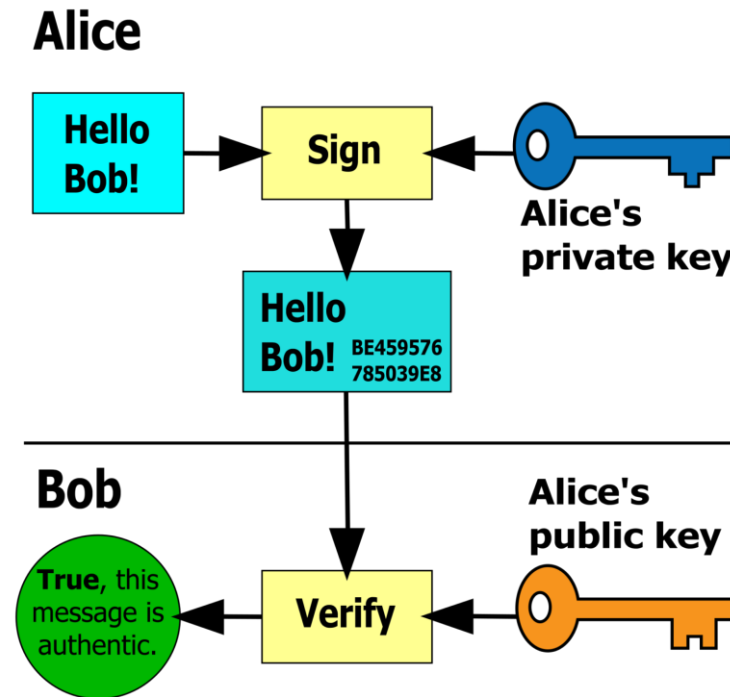 Alice
Hello
Bob!
Sign
Alice's
private key
Hello
Bob!
BE459576
785039E8
Bob
Alice's
public key
True, this
message is
authentic.
Verify